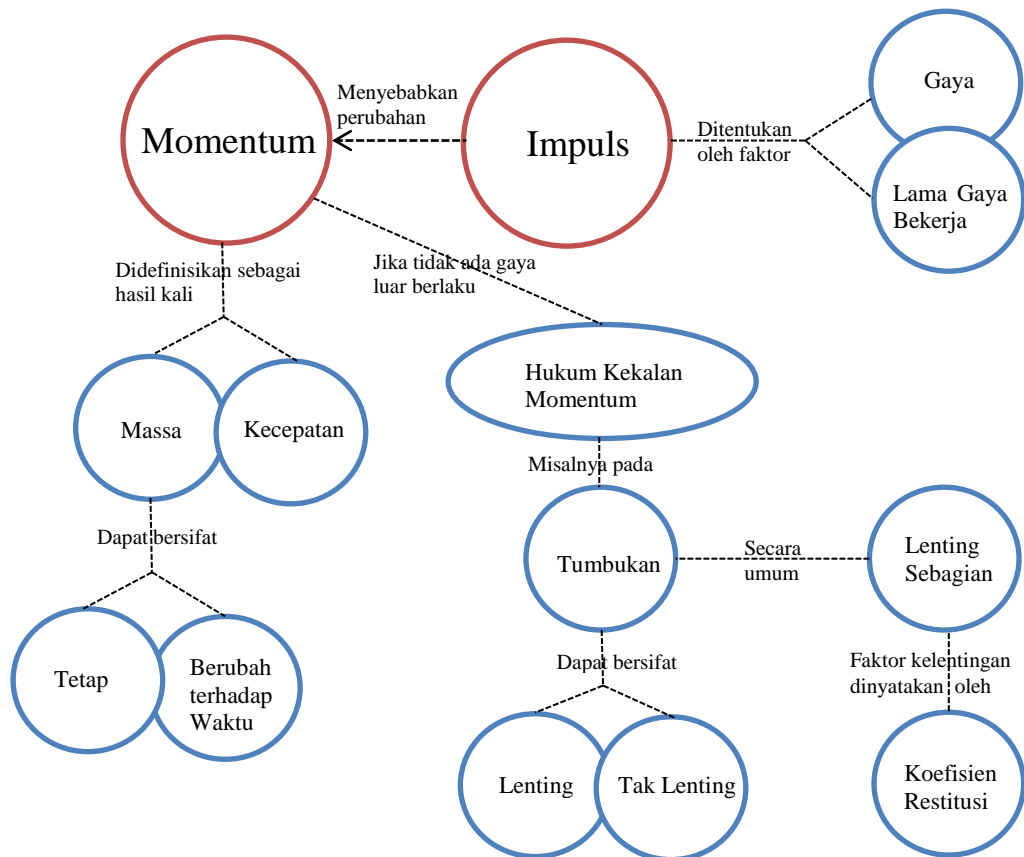 Momentum
Menyebabkan
perubahan
Impuls
Ditentukan
oleh faktor
Gaya
Lama Gaya
Bekerja
Didefinisikan sebagai
hasil kali
Jika tidak ada gaya
luar berlaku
Massa
Kecepatan
Hukum Kekalan
Momentum
Dapat bersifat
Misalnya pada
Tetap
Berubah
terhadap
Waktu
Tumbukan
Secara
umum
Lenting
Sebagian
Dapat bersifat
Faktor kelentingan
dinyatakan oleh
Lenting
Tak Lenting
Koefisien
Restitusi